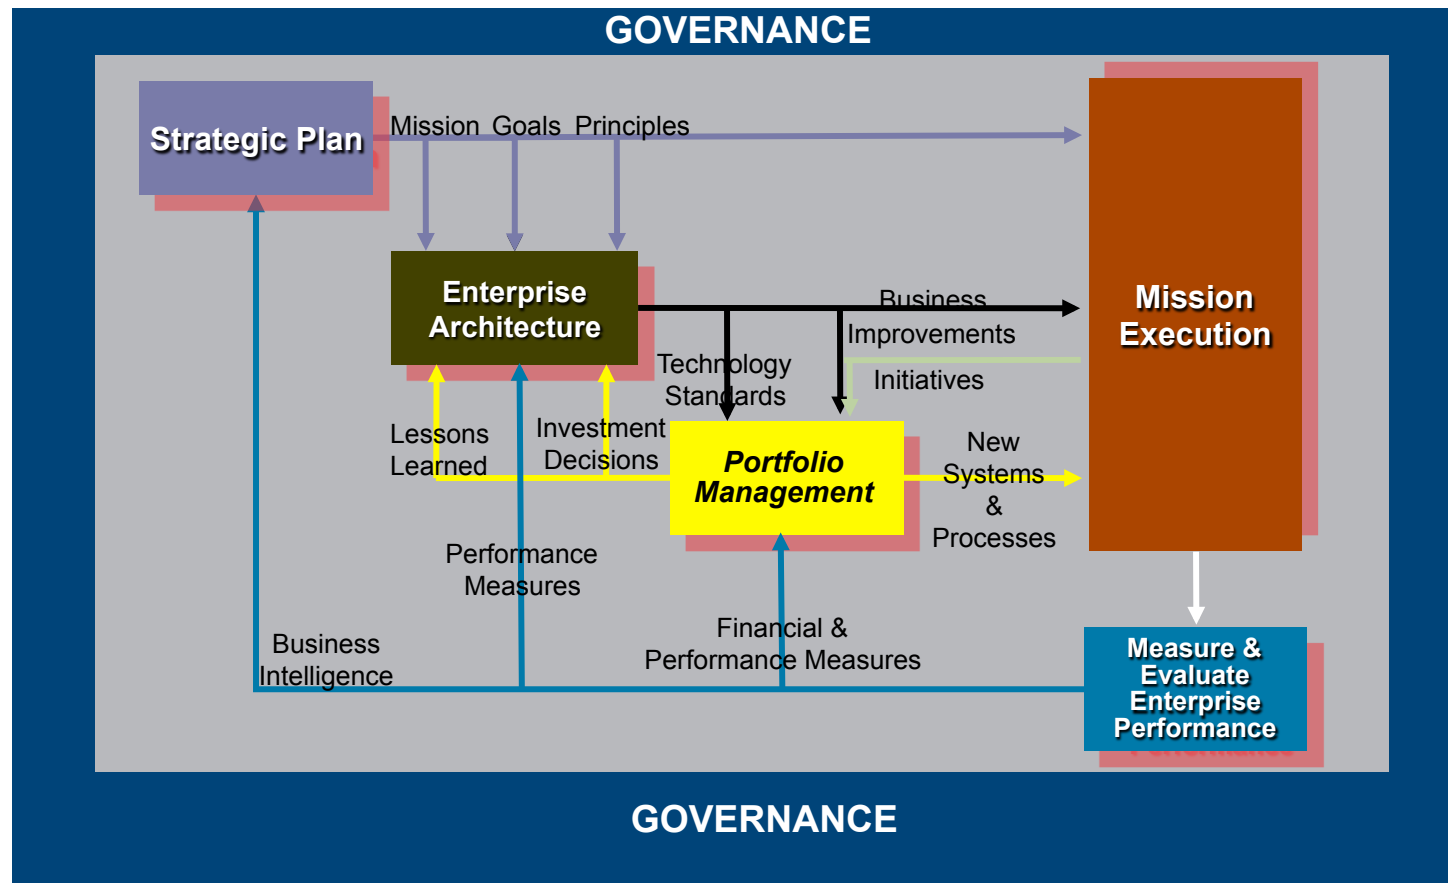 GOVERNANCE
Strategic Plan
Mission Goals Principles
Enterprise
Architecture
Business
Improvements
Initiatives
Technology
Standards
Mission
Execution
Lessons
Learned
Investment
Decisions
Portfolio
Management
New
Systems
&
Processes
Performance
Measures
Business
Intelligence
Financial &
Performance Measures
Measure &
Evaluate
Enterprise
Performance
GOVERNANCE